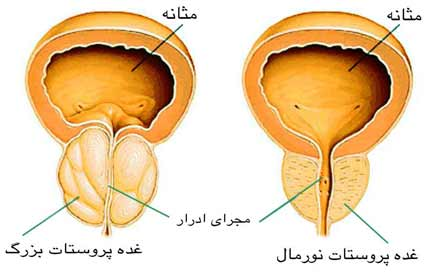 مثانه
مثانه
مجرای ادرار
غده پروستات نورمال
غده پروستات بزرگ